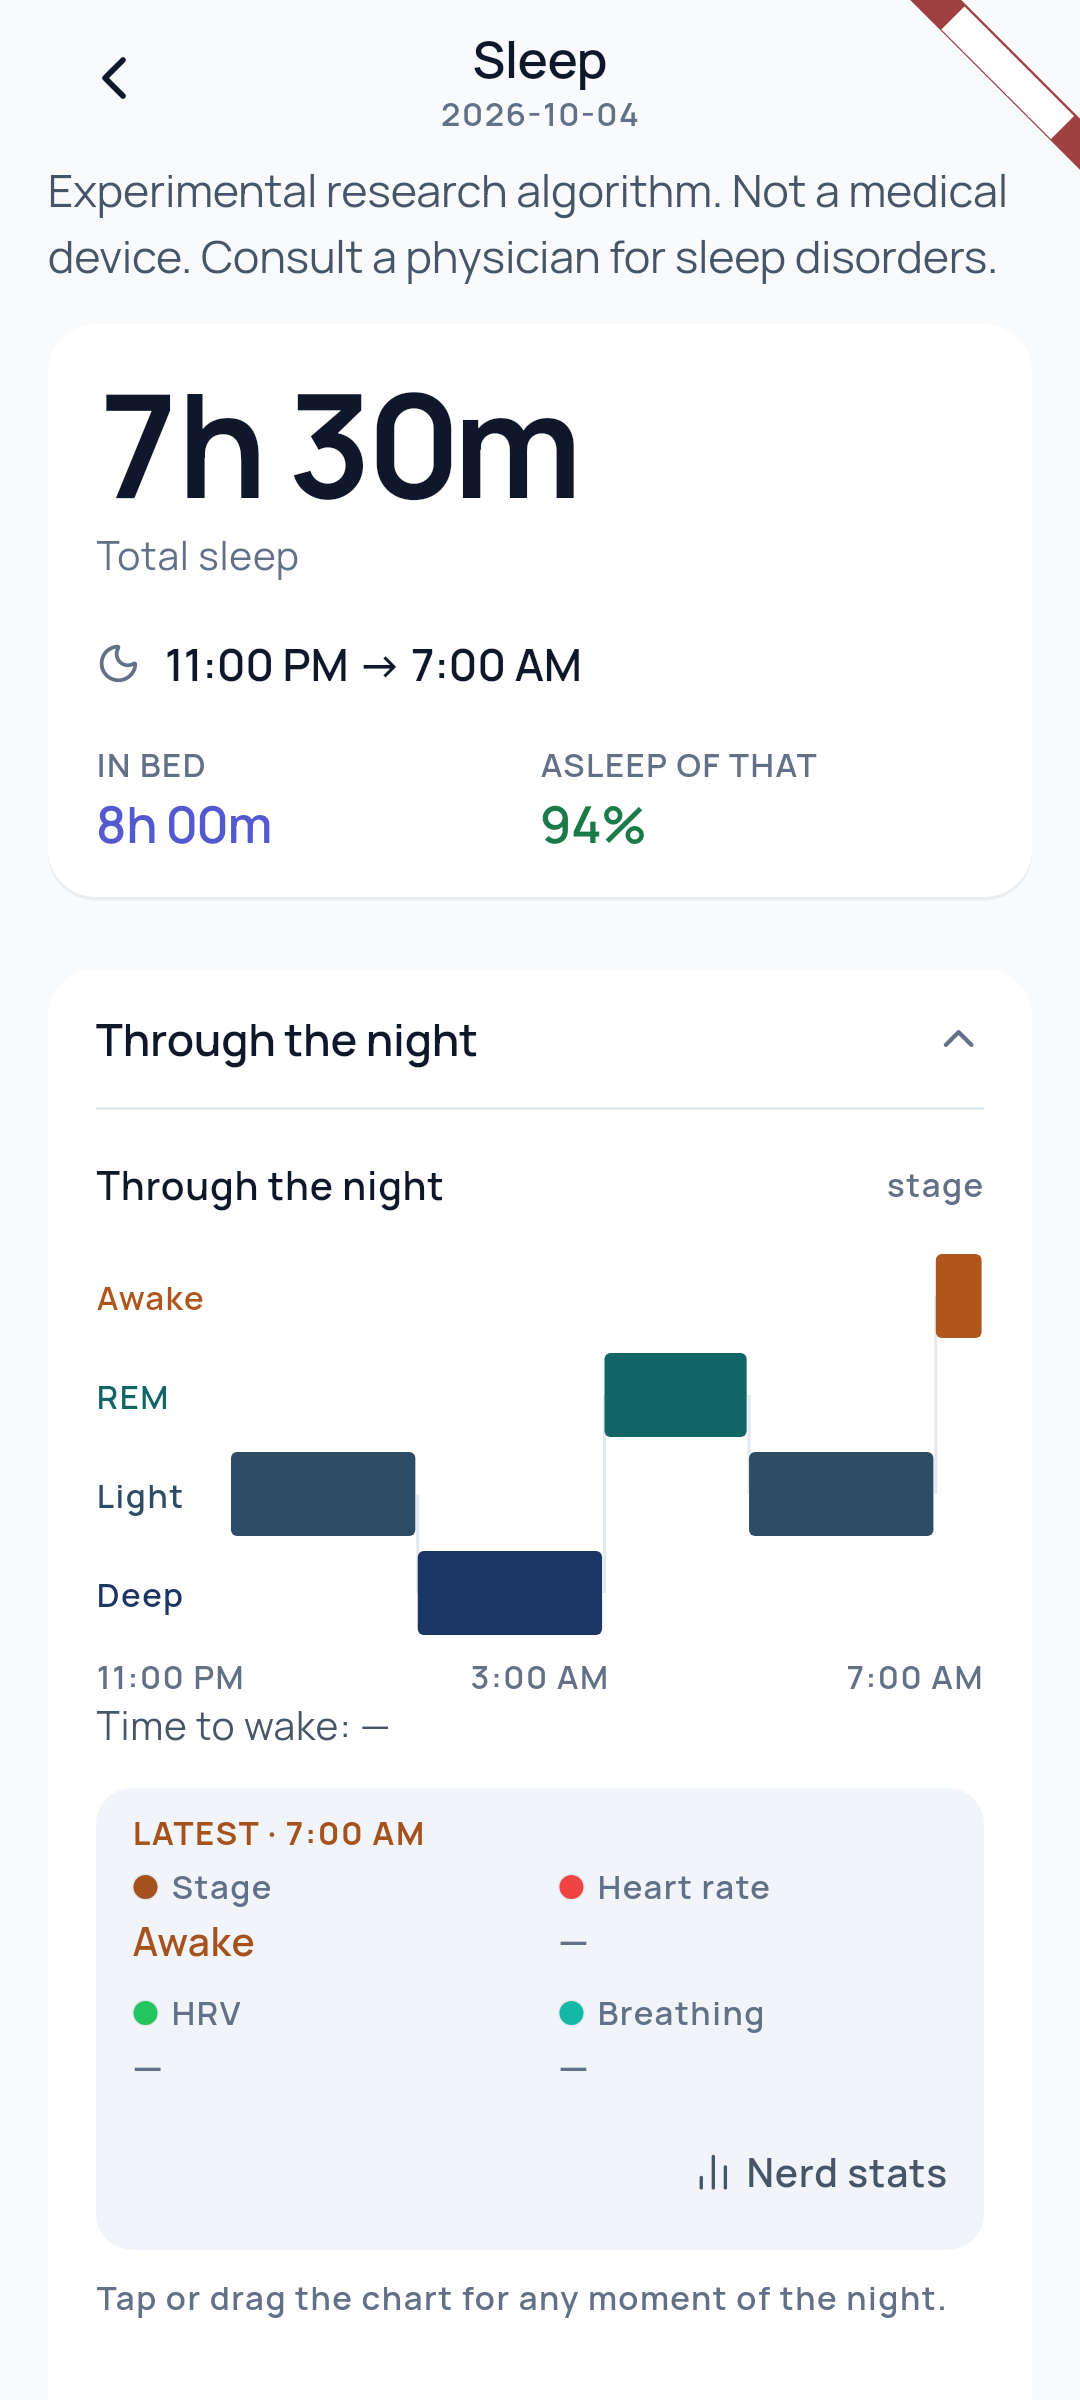 Sleep
2026-10-04
Experimental research algorithm. Not a medical
device. Consult a physician for sleep disorders.
7h 30m
Total sleep
11:00 PM → 7:00 AM
IN BED
ASLEEP OF THAT
8h 00m
94%
Through the night
Through the night
stage
Awake
REM
Light
Deep
11:00 PM
3:00 AM
7:00 AM
Time to wake: —
LATEST · 7:00 AM
Stage
Heart rate
Awake
—
HRV
Breathing
—
—
Nerd stats
Tap or drag the chart for any moment of the night.